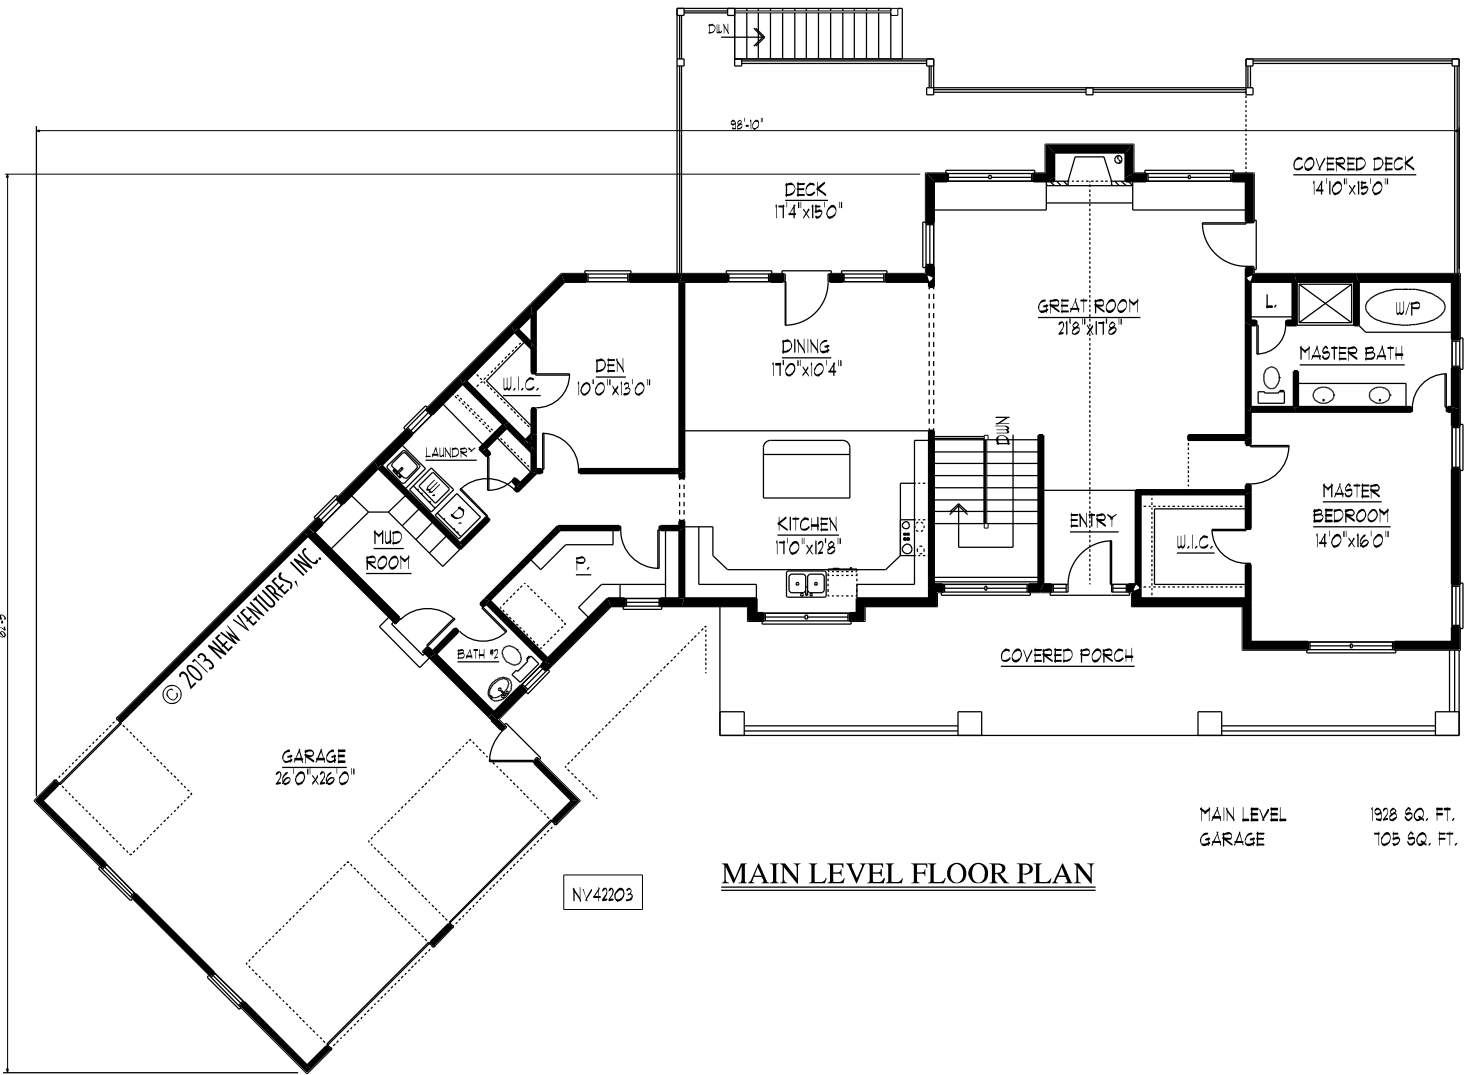 DWN
98'-10"
COVERED DECK
14'10"x15'0"
DECK
17'4"x15'0"
GREAT ROOM
21'8"x17'8"
L.
W/P
MASTER BATH
DINING
17'0"x10'4"
DEN
10'0"x13'0"
W.I.C.
LAUNDRY
W.
D.
DWN
KITCHEN
17'0"x12'8"
ENTRY
W.I.C.
MASTER
BEDROOM
14'0"x16'0"
MUD
ROOM
P.
BATH #2
COVERED PORCH
© 2013 NEW VENTURES, INC.
GARAGE
26'0"x26'0"
MAIN LEVEL 1928 SQ. FT.
GARAGE 705 SQ. FT.
MAIN LEVEL FLOOR PLAN
NV42203